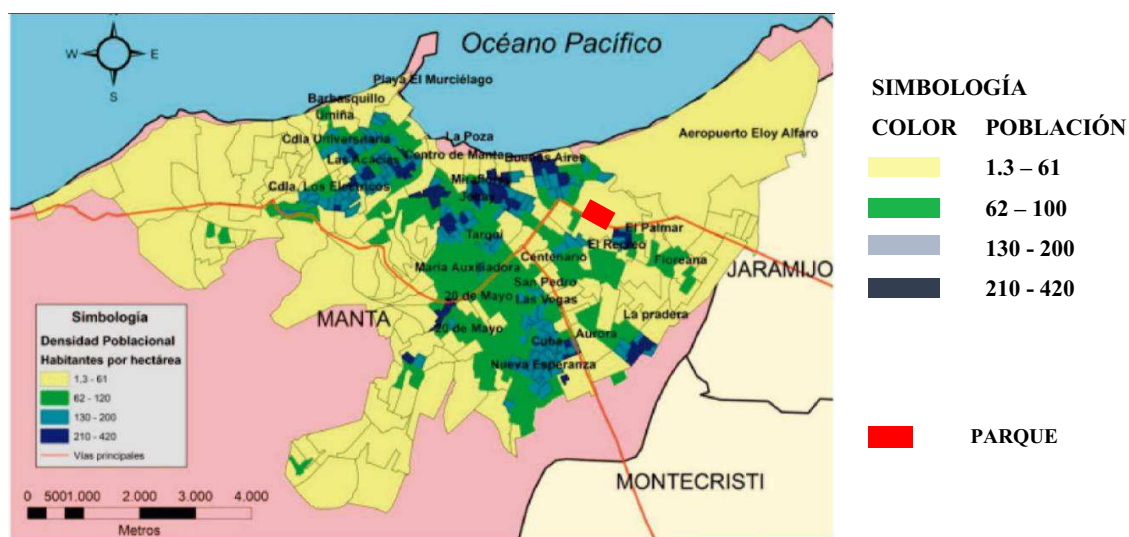 N
W E
S
Océano Pacífico
Playa El Murciélago
Barbasquillo
Umiña
Cdla Universitaria
La Poza
Aeropuerto Eloy Alfaro
Las Acacias
Centro de Manta
Buenos Aires
Cdla. Los Electricos
Miraflores
Jocay
Tarqui
El Palmar
El Recreo
Centenario
Floreana
Maria Auxiliadora
JARAMIJO
San Pedro
20 de Mayo
Las Vegas
MANTA
La pradera
20 de Mayo
Aurora
Cuba
Nueva Esperanza
MONTECRISTI
Simbología
Densidad Poblacional
Habitantes por hectárea
1,3 - 61
62 - 120
130 - 200
210 - 420
Vías principales
0 5001.000 2.000 3.000 4.000
Metros
SIMBOLOGÍA
COLOR POBLACIÓN
1.3 – 61
62 – 100
130 - 200
210 - 420
PARQUE